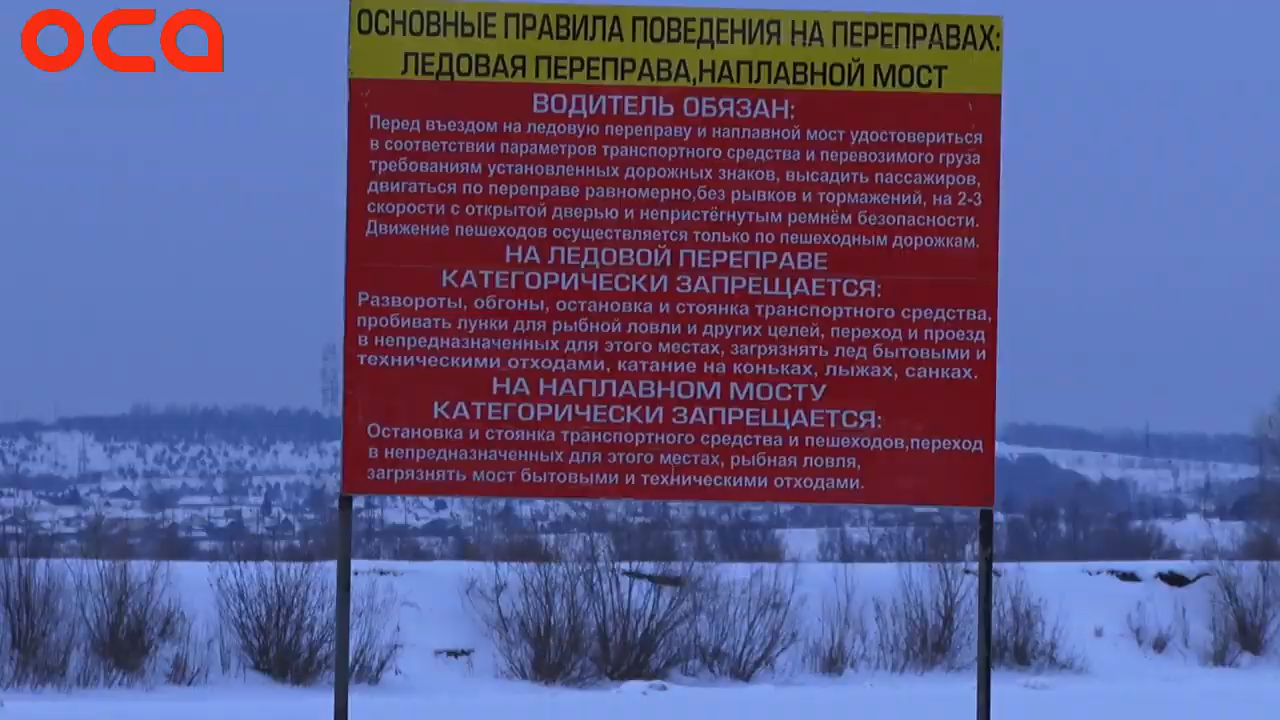 оса
ОСНОВНЫЕ ПРАВИЛА ПОВЕДЕНИЯ НА ПЕРЕПРАВАХ:
ЛЕДОВАЯ ПЕРЕПРАВА,НАПЛАВНОЙ МОСТ
ВОДИТЕЛЬ ОБЯЗАН:
Перед въездом на ледовую переправу и наплавной мост удостовериться
в соответствии параметров транспортного средства и перевозимого груза
требованиям установленных дорожных знаков, высадить пассажиров,
двигаться по переправе равномерно,без рывков и тормажений, на 2-3
скорости с открытой дверью и непристёгнутым ремнём безопасности.
Движение пешеходов осуществляется только по пешеходным дорожкам.
НА ЛЕДОВОЙ ПЕРЕПРАВЕ
КАТЕГОРИЧЕСКИ ЗАПРЕЩАЕТСЯ:
Развороты, обгоны, остановка и стоянка транспортного средства,
пробивать лунки для рыбной ловли и других целей, переход и проезд
в непредназначенных для этого местах, загрязнять лед бытовыми и
техническими отходами, катание на коньках, лыжах, санках.
НА НАПЛАВНОМ МОСТУ
КАТЕГОРИЧЕСКИ ЗАПРЕЩАЕТСЯ:
Остановка и стоянка транспортного средства и пешеходов,переход
в непредназначенных для этого местах, рыбная ловля,
загрязнять мост бытовыми и техническими отходами.